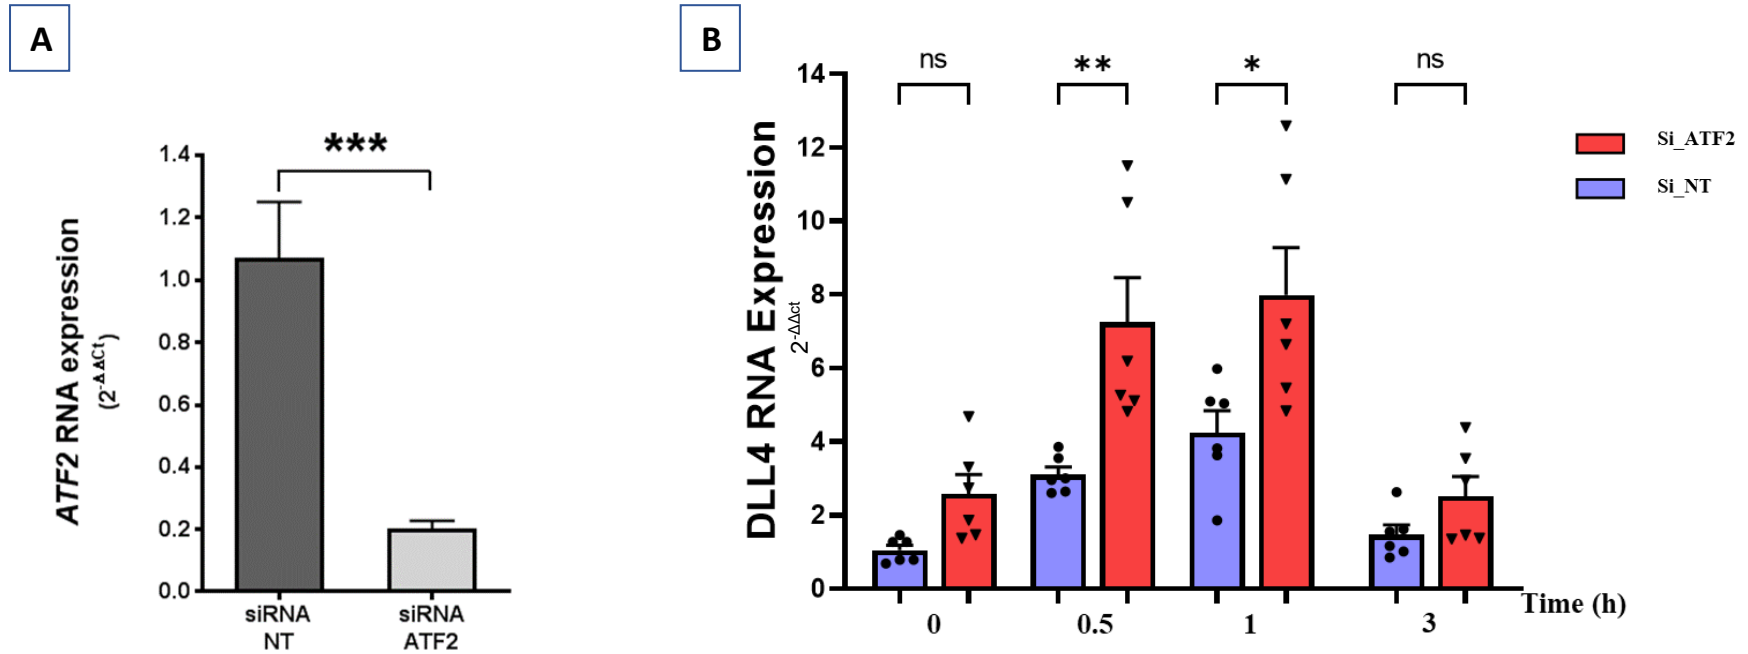 A
***
1.4
1.2
1.0
0.8
0.6
0.4
0.2
0.0
ATF2 RNA expression
(2-ΔΔCt)
siRNA
NT
siRNA
ATF2
B
ns
**
*
ns
14
12
10
8
6
4
2
0
DLL4 RNA Expression
2-ΔΔct
0
0.5
1
3
Time (h)
Si_ATF2
Si_NT